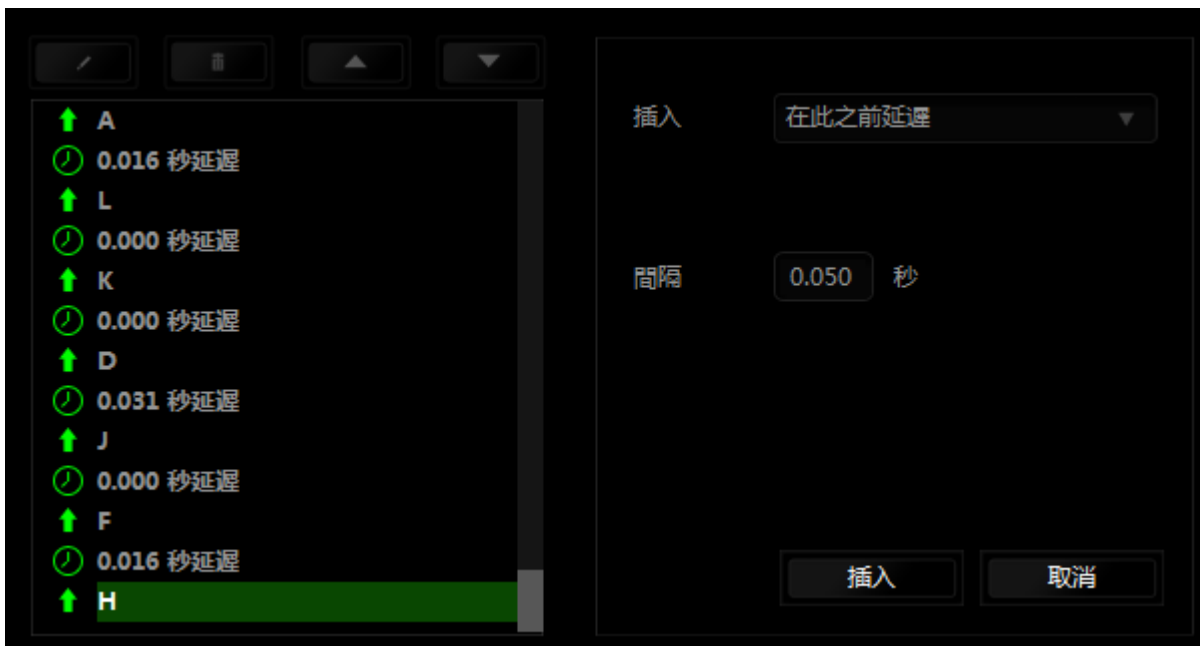 A
0.016 秒延遲
L
0.000 秒延遲
K
0.000 秒延遲
D
0.031 秒延遲
J
0.000 秒延遲
F
0.016 秒延遲
H
插入 在此之前延遲
間隔 0.050 秒
插入 取消